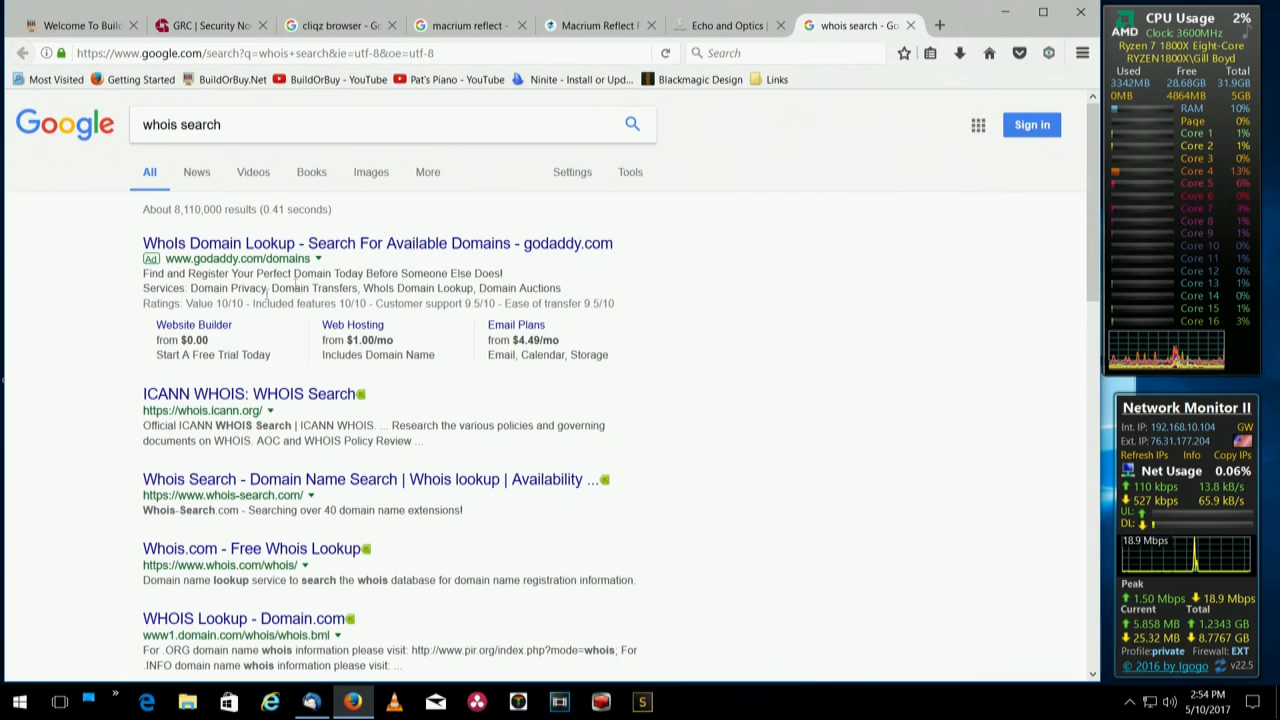 Welcome To Build
GRC | Security Nov
cliqz browser - Go
macrium reflect -
Macrium Reflect F
Echo and Optics |
whois search - Go
https://www.google.com/search?q=whois+search&ie=utf-8&oe=utf-8
Search
Most Visited
Getting Started
BuildOrBuy.Net
BuildOrBuy - YouTube
Pat's Piano - YouTube
Ninite - Install or Upd...
Blackmagic Design
Links
Google
whois search
Sign in
All News Videos Books Images More Settings Tools
About 8,110,000 results (0.41 seconds)
WhoIs Domain Lookup - Search For Available Domains - godaddy.com
Ad www.godaddy.com/domains
Find and Register Your Perfect Domain Today Before Someone Else Does!
Services: Domain Privacy, Domain Transfers, WhoIs Domain Lookup, Domain Auctions
Ratings: Value 10/10 - Included features 10/10 - Customer support 9.5/10 - Ease of transfer 9.5/10
Website Builder
from $0.00
Start A Free Trial Today
Web Hosting
from $1.00/mo
Includes Domain Name
Email Plans
from $4.49/mo
Email, Calendar, Storage
ICANN WHOIS: WHOIS Search
https://whois.icann.org/
Official ICANN WHOIS Search | ICANN WHOIS. ... Research the various policies and governing
documents on WHOIS. AOC and WHOIS Policy Review ...
Whois Search - Domain Name Search | Whois lookup | Availability ...
https://www.whois-search.com/
Whois-Search.com - Searching over 40 domain name extensions!
Whois.com - Free Whois Lookup
https://www.whois.com/whois/
Domain name lookup service to search the whois database for domain name registration information.
WHOIS Lookup - Domain.com
www1.domain.com/whois/whois.bml
For .ORG domain name whois information please visit: http://www.pir.org/index.php?mode=whois; For
.INFO domain name whois information please visit: ...
CPU Usage 2%
AMD Clock: 3600MHz
Ryzen 7 1800X Eight-Core
RYZEN1800X\Gill Boyd
Used Free Total
3342MB 28.68GB 31.9GB
0MB 4864MB 5GB
RAM 10%
Page 0%
Core 1 1%
Core 2 1%
Core 3 0%
Core 4 13%
Core 5 6%
Core 6 0%
Core 7 3%
Core 8 1%
Core 9 1%
Core 10 0%
Core 11 1%
Core 12 0%
Core 13 1%
Core 14 0%
Core 15 1%
Core 16 3%
Network Monitor II
Int. IP: 192.168.10.104 GW
Ext. IP: 76.31.177.204
Refresh IPs Info Copy IPs
Net Usage 0.06%
110 kbps 13.8 kB/s
527 kbps 65.9 kB/s
UL:
DL:
18.9 Mbps
Peak
1.50 Mbps 18.9 Mbps
Current Total
5.858 MB 1.2343 GB
25.32 MB 8.7767 GB
Profile:private Firewall: EXT
© 2016 by Igogo v22.5
2:54 PM
5/10/2017